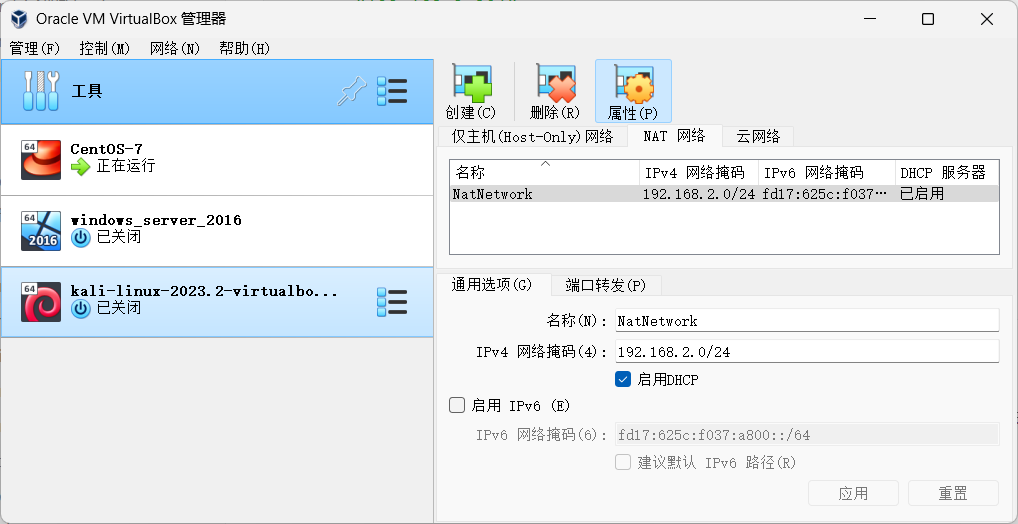 Oracle VM VirtualBox 管理器
管理(F) 控制(M) 网络(N) 帮助(H)
工具
64
CentOS-7
正在运行
64
2016
windows_server_2016
已关闭
64
kali-linux-2023.2-virtualbo...
已关闭
创建(C) 删除(R) 属性(P)
仅主机(Host-Only)网络 NAT 网络 云网络
名称 IPv4 网络掩码 IPv6 网络掩码 DHCP 服务器
NatNetwork 192.168.2.0/24 fd17:625c:f037… 已启用
通用选项(G) 端口转发(P)
名称(N): NatNetwork
IPv4 网络掩码(4): 192.168.2.0/24
启用DHCP
启用 IPv6 (E)
IPv6 网络掩码(6): fd17:625c:f037:a800::/64
建议默认 IPv6 路径(R)
应用 重置